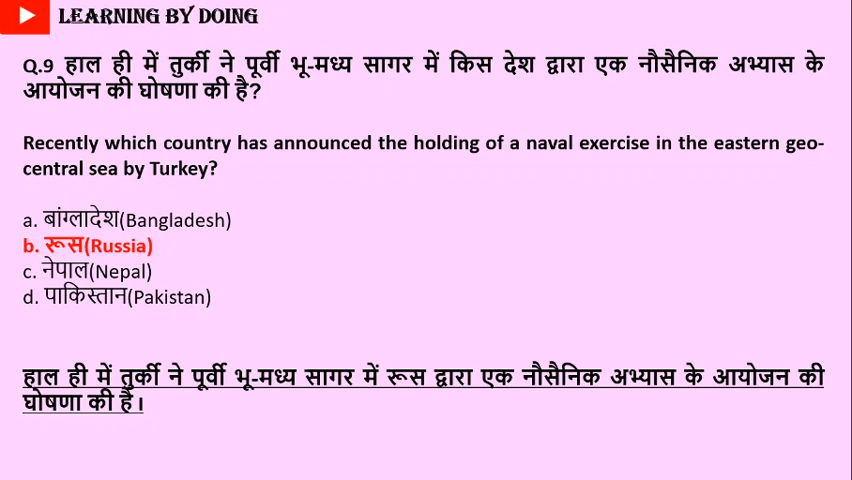 LEARNING BY DOING
Q.9 हाल ही में तुर्की ने पूर्वी भू-मध्य सागर में किस देश द्वारा एक नौसैनिक अभ्यास के
आयोजन की घोषणा की है?
Recently which country has announced the holding of a naval exercise in the eastern geo-
central sea by Turkey?
a. बांग्लादेश(Bangladesh)
b. रूस(Russia)
c. नेपाल(Nepal)
d. पाकिस्तान(Pakistan)
हाल ही में तुर्की ने पूर्वी भू-मध्य सागर में रूस द्वारा एक नौसैनिक अभ्यास के आयोजन की
घोषणा की है।